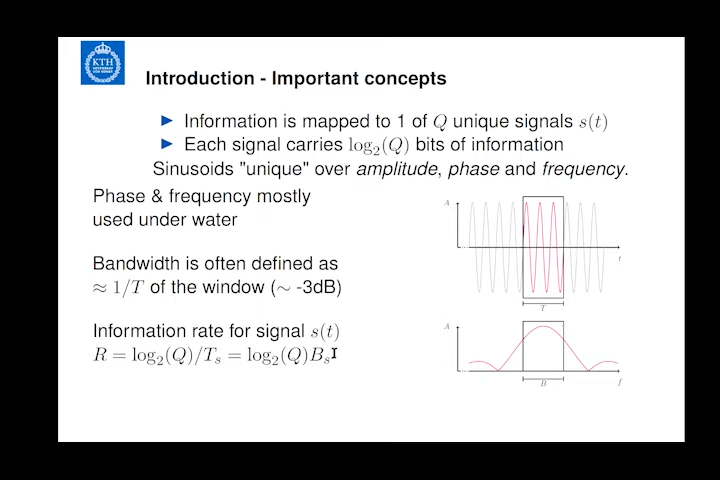 KTH
Introduction - Important concepts
Information is mapped to 1 of Q unique signals s(t)
Each signal carries log₂(Q) bits of information
Sinusoids "unique" over amplitude, phase and frequency.
Phase & frequency mostly
used under water
Bandwidth is often defined as
≈ 1/T of the window (∼ -3dB)
Information rate for signal s(t)
R = log₂(Q)/Tₛ = log₂(Q)Bₛ
A
t
T
A
f
B